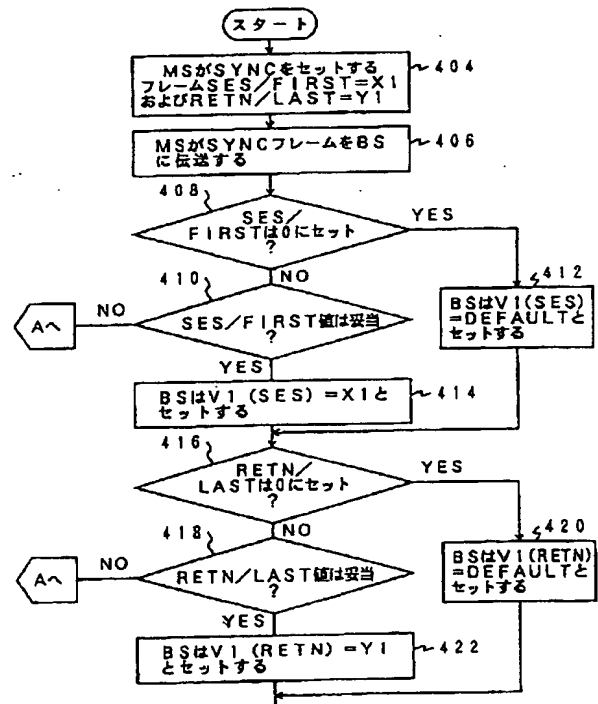 スタート
MSがSYNCをセットする
フレームSES/FIRST=X1
およびRETN/LAST=Y1
404
MSがSYNCフレームをBS
に伝送する
406
408
SES/
FIRSTは0にセット
?
YES
NO
410
412
BSはV1(SES)
=DEFAULTと
セットする
NO
Aへ
SES/FIRST値は妥当
?
YES
BSはV1(SES)=X1と
セットする
414
416
RETN/
LASTは0にセット
?
YES
NO
418
420
BSはV1(RETN)
=DEFAULTと
セットする
NO
Aへ
RETN/LAST値は妥当
?
YES
BSはV1(RETN)=Y1
とセットする
422